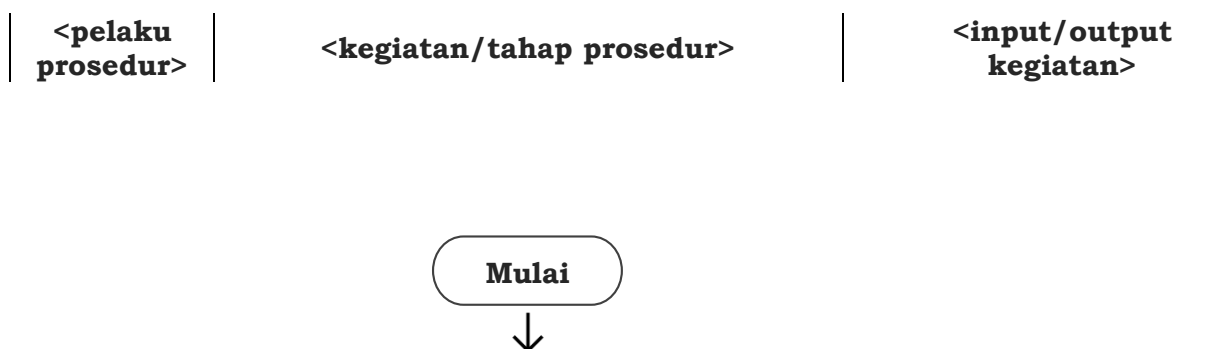 <pelaku
prosedur>
<kegiatan/tahap prosedur>
<input/output
kegiatan>
Mulai